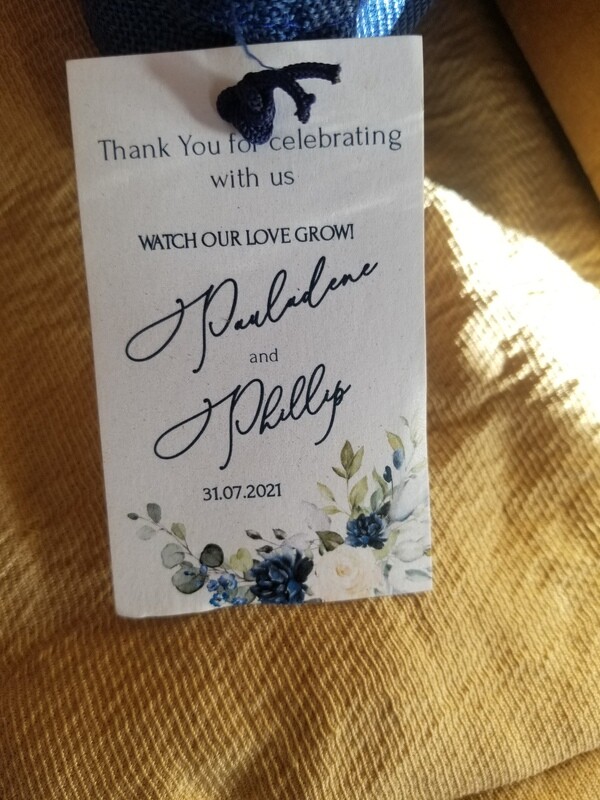 Thank You for celebrating
with us
WATCH OUR LOVE GROW!
Pauladene
and
Phillip
31.07.2021